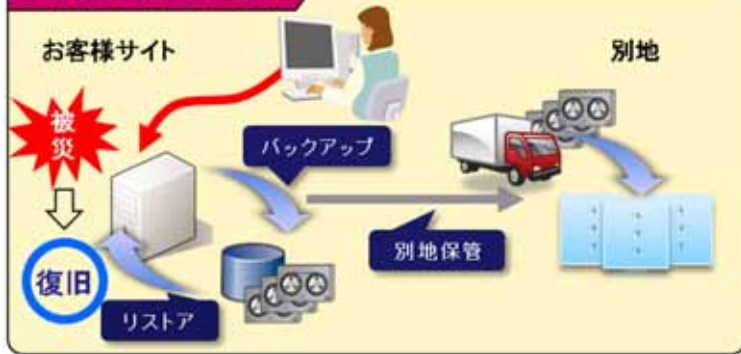 お客様サイト
別地
被
災
バックアップ
別地保管
復旧
リストア